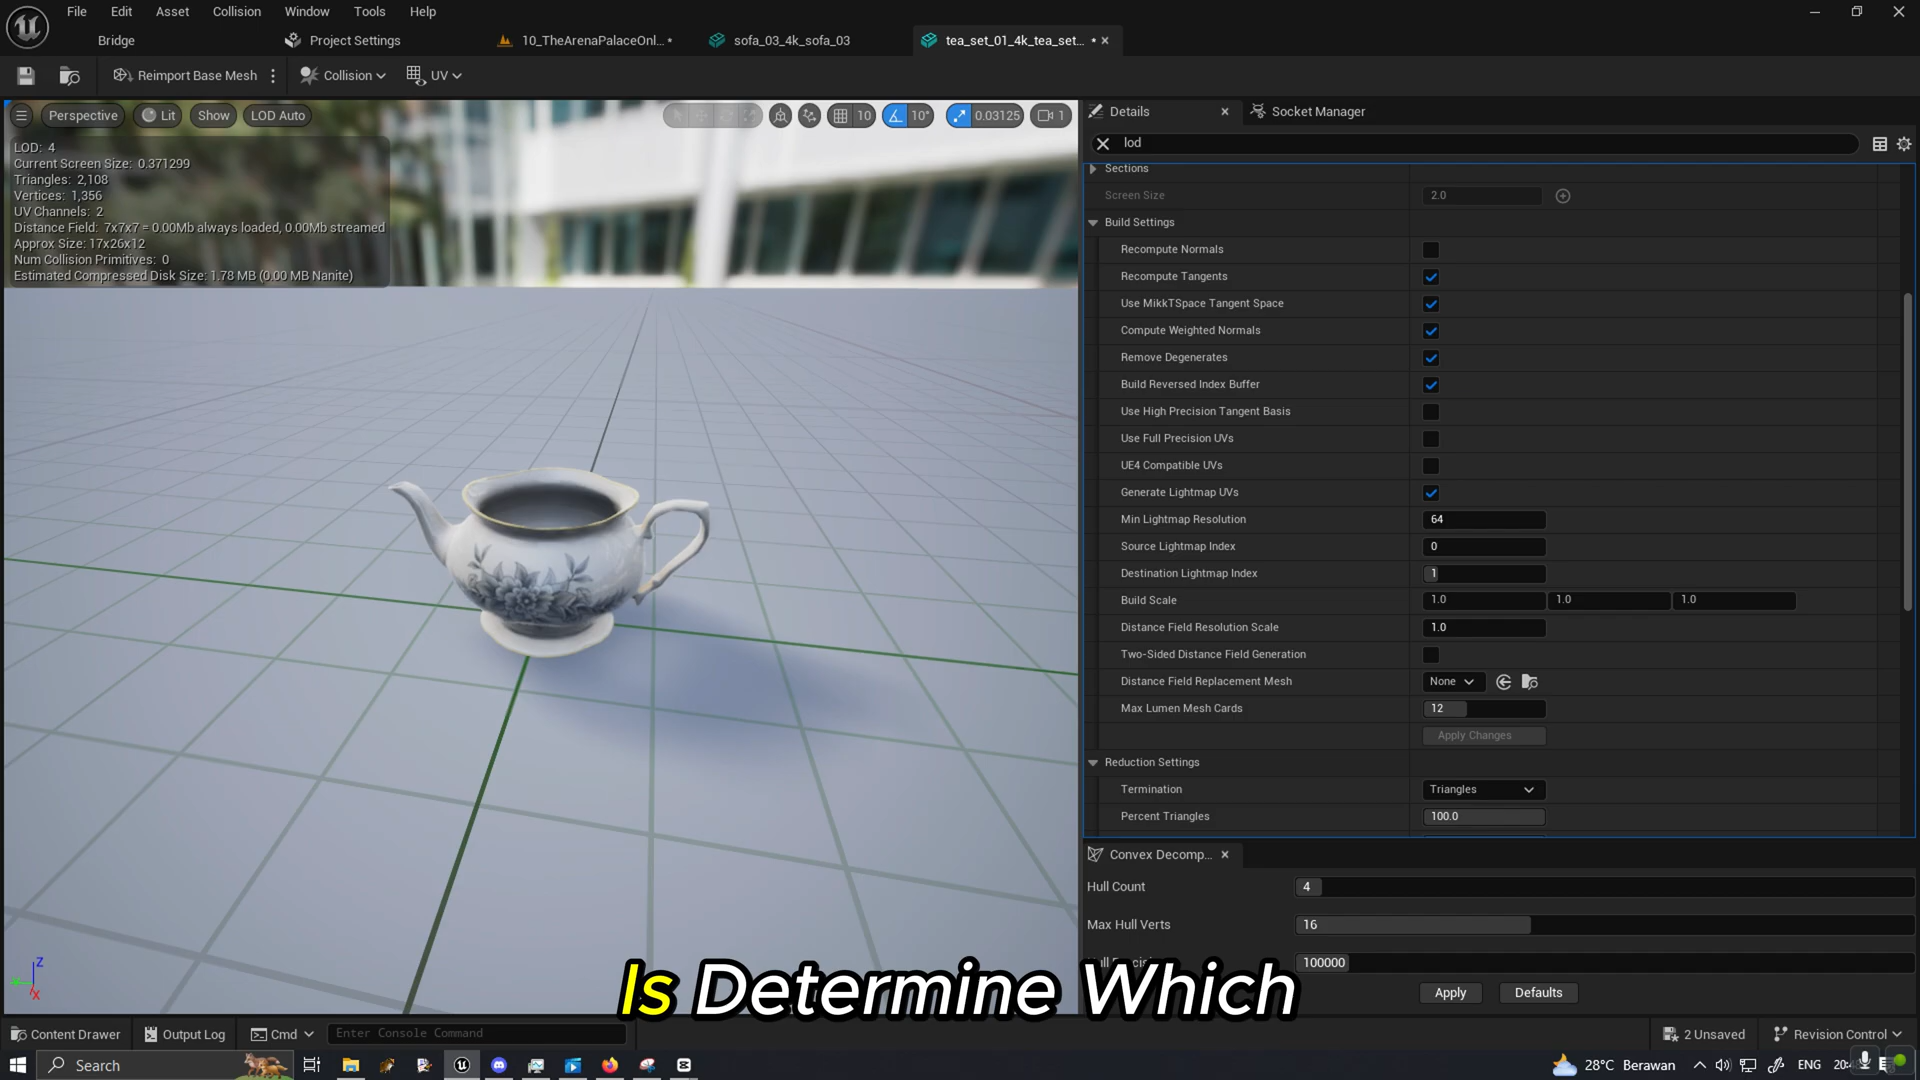 File Edit Asset Collision Window Tools Help
Bridge Project Settings 10_TheArenaPalaceOnl... * sofa_03_4k_sofa_03 tea_set_01_4k_tea_set... *
Reimport Base Mesh Collision UV
Perspective Lit Show LOD Auto 10 10° 0.03125 1
LOD: 4
Current Screen Size: 0.371299
Triangles: 2,108
Vertices: 1,356
UV Channels: 2
Distance Field: 7x7x7 = 0.00Mb always loaded, 0.00Mb streamed
Approx Size: 17x26x12
Num Collision Primitives: 0
Estimated Compressed Disk Size: 1.78 MB (0.00 MB Nanite)
Z
X
Details Socket Manager
lod
Sections
Screen Size 2.0
Build Settings
Recompute Normals
Recompute Tangents
Use MikkTSpace Tangent Space
Compute Weighted Normals
Remove Degenerates
Build Reversed Index Buffer
Use High Precision Tangent Basis
Use Full Precision UVs
UE4 Compatible UVs
Generate Lightmap UVs
Min Lightmap Resolution 64
Source Lightmap Index 0
Destination Lightmap Index 1
Build Scale 1.0 1.0 1.0
Distance Field Resolution Scale 1.0
Two-Sided Distance Field Generation
Distance Field Replacement Mesh None
Max Lumen Mesh Cards 12
Apply Changes
Reduction Settings
Termination Triangles
Percent Triangles 100.0
Convex Decomp...
Hull Count 4
Max Hull Verts 16
100000
Apply Defaults
Is Determine Which
Content Drawer Output Log Cmd Enter Console Command 2 Unsaved Revision Control
Search 28°C Berawan ENG